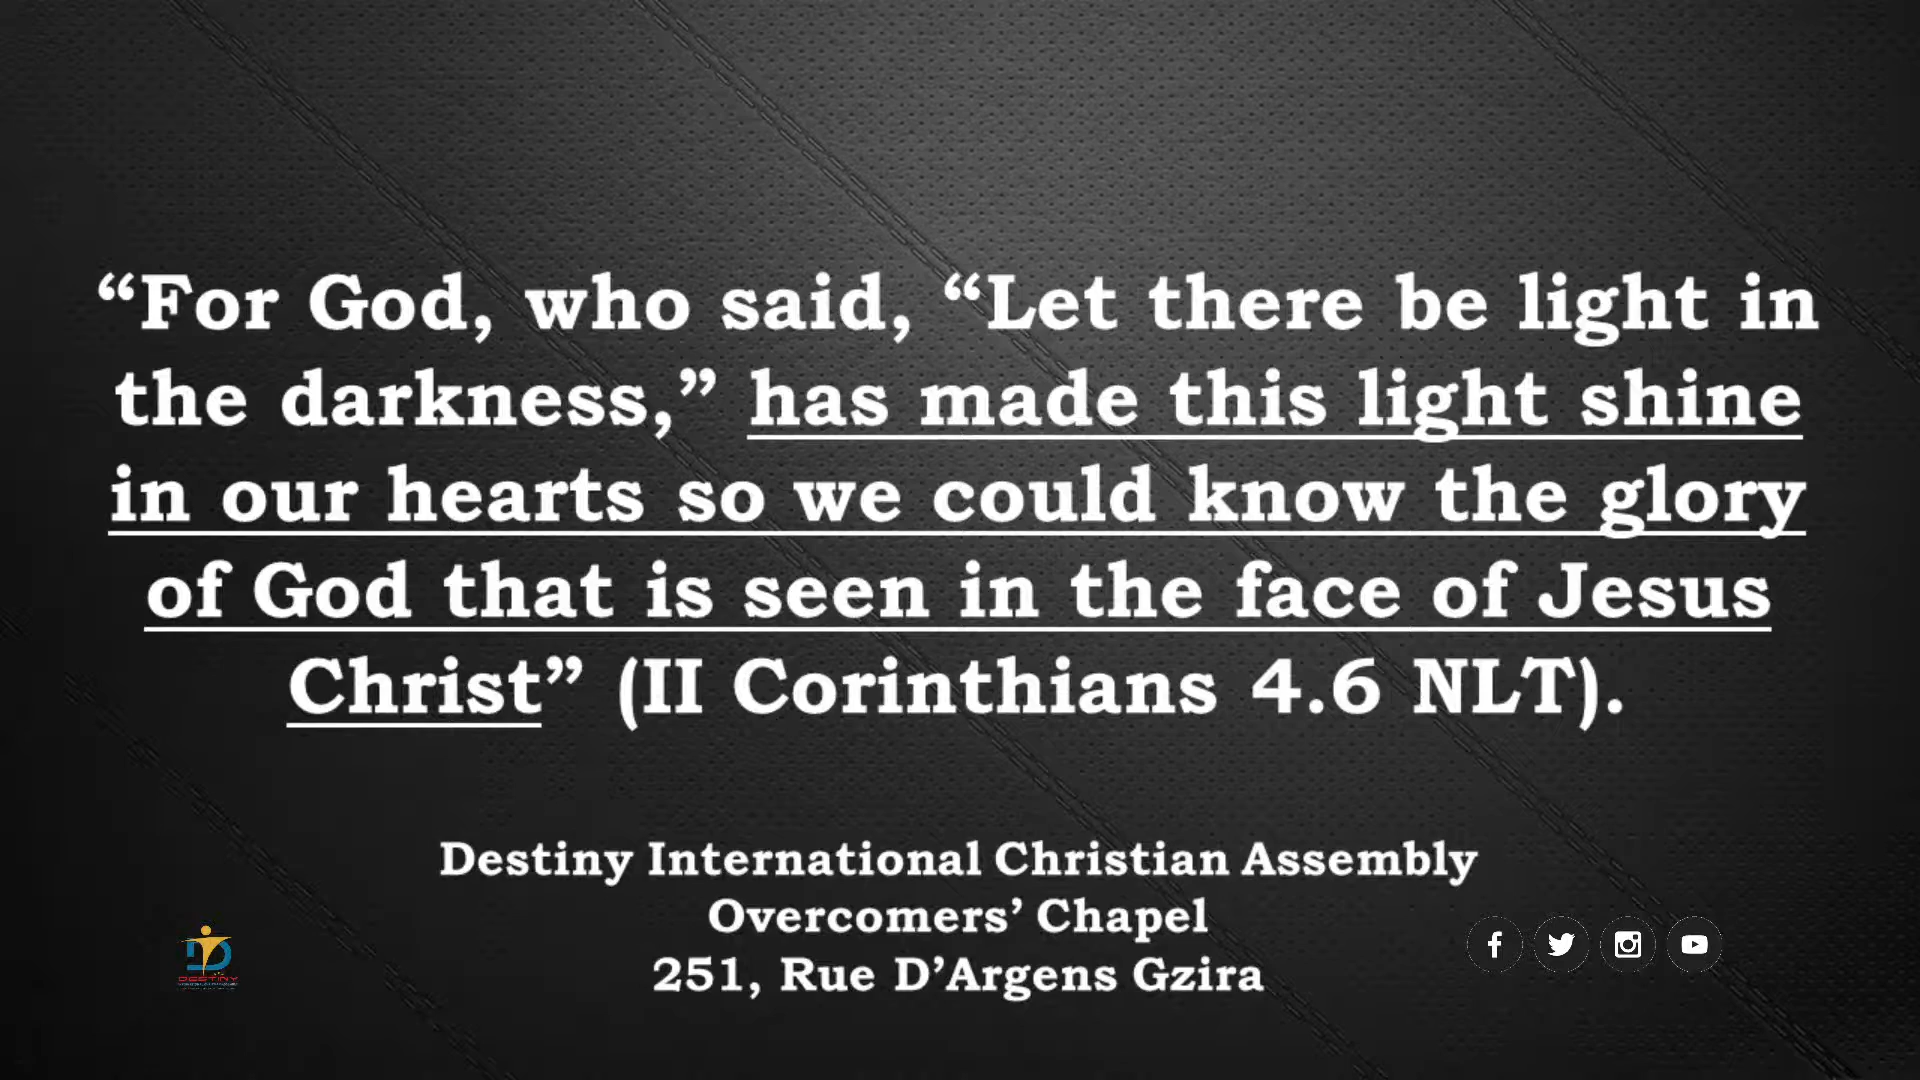 “For God, who said, “Let there be light in
the darkness,” has made this light shine
in our hearts so we could know the glory
of God that is seen in the face of Jesus
Christ” (II Corinthians 4.6 NLT).
Destiny International Christian Assembly
Overcomers’ Chapel
251, Rue D’Argens Gzira
DESTINY